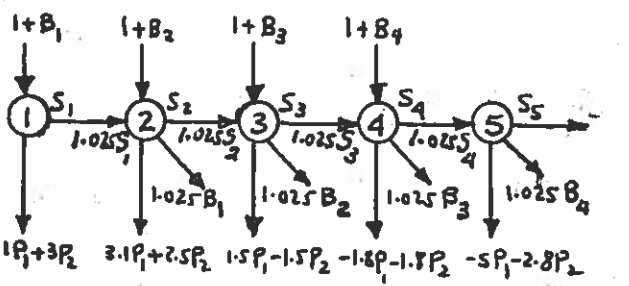 1+B₁ 1+B₂ 1+B₃ 1+B₄
S₁ S₂ S₃ S₄ S₅
1 2 3 4 5
1.025S₁ 1.025S₂ 1.025S₃ 1.025S₄
1.025B₁ 1.025B₂ 1.025B₃ 1.025B₄
1P₁+3P₂ 3.1P₁+2.5P₂ 1.5P₁-1.5P₂ -1.8P₁-1.8P₂ -5P₁-2.8P₂